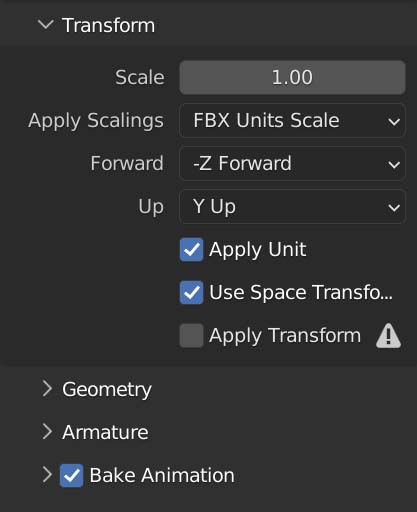 Transform
Scale 1.00
Apply Scalings FBX Units Scale
Forward -Z Forward
Up Y Up
Apply Unit
Use Space Transfo...
Apply Transform
Geometry
Armature
Bake Animation